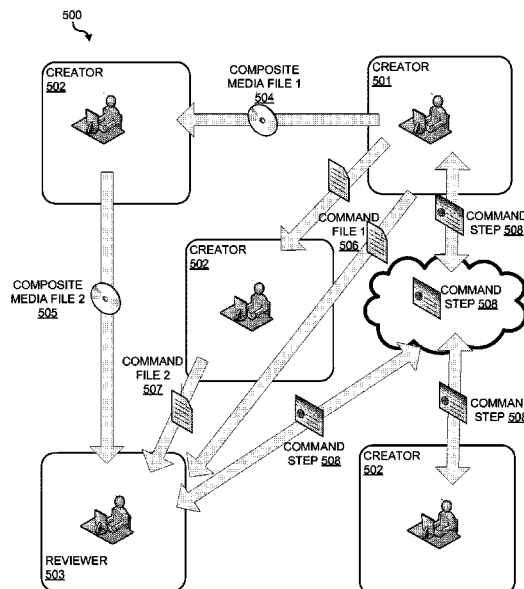 500
CREATOR
502
COMPOSITE
MEDIA FILE 1
504
CREATOR
501
COMMAND
FILE 1
506
COMMAND
STEP 508
CREATOR
502
COMMAND
STEP 508
COMPOSITE
MEDIA FILE 2
505
COMMAND
FILE 2
507
COMMAND
STEP 508
COMMAND
STEP 508
REVIEWER
503
CREATOR
502